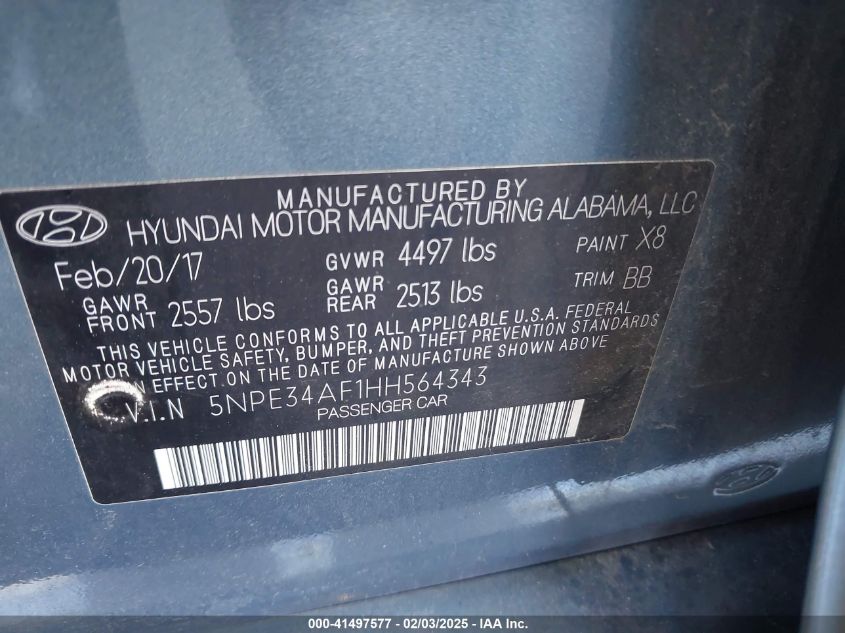 MANUFACTURED BY
HYUNDAI MOTOR MANUFACTURING ALABAMA, LLC
Feb/20/17 GVWR 4497 lbs PAINT X8
GAWR FRONT 2557 lbs GAWR REAR 2513 lbs TRIM BB
THIS VEHICLE CONFORMS TO ALL APPLICABLE U.S.A. FEDERAL
MOTOR VEHICLE SAFETY, BUMPER, AND THEFT PREVENTION STANDARDS
IN EFFECT ON THE DATE OF MANUFACTURE SHOWN ABOVE
V.I.N 5NPE34AF1HH564343
PASSENGER CAR
000-41497577 - 02/03/2025 - IAA Inc.